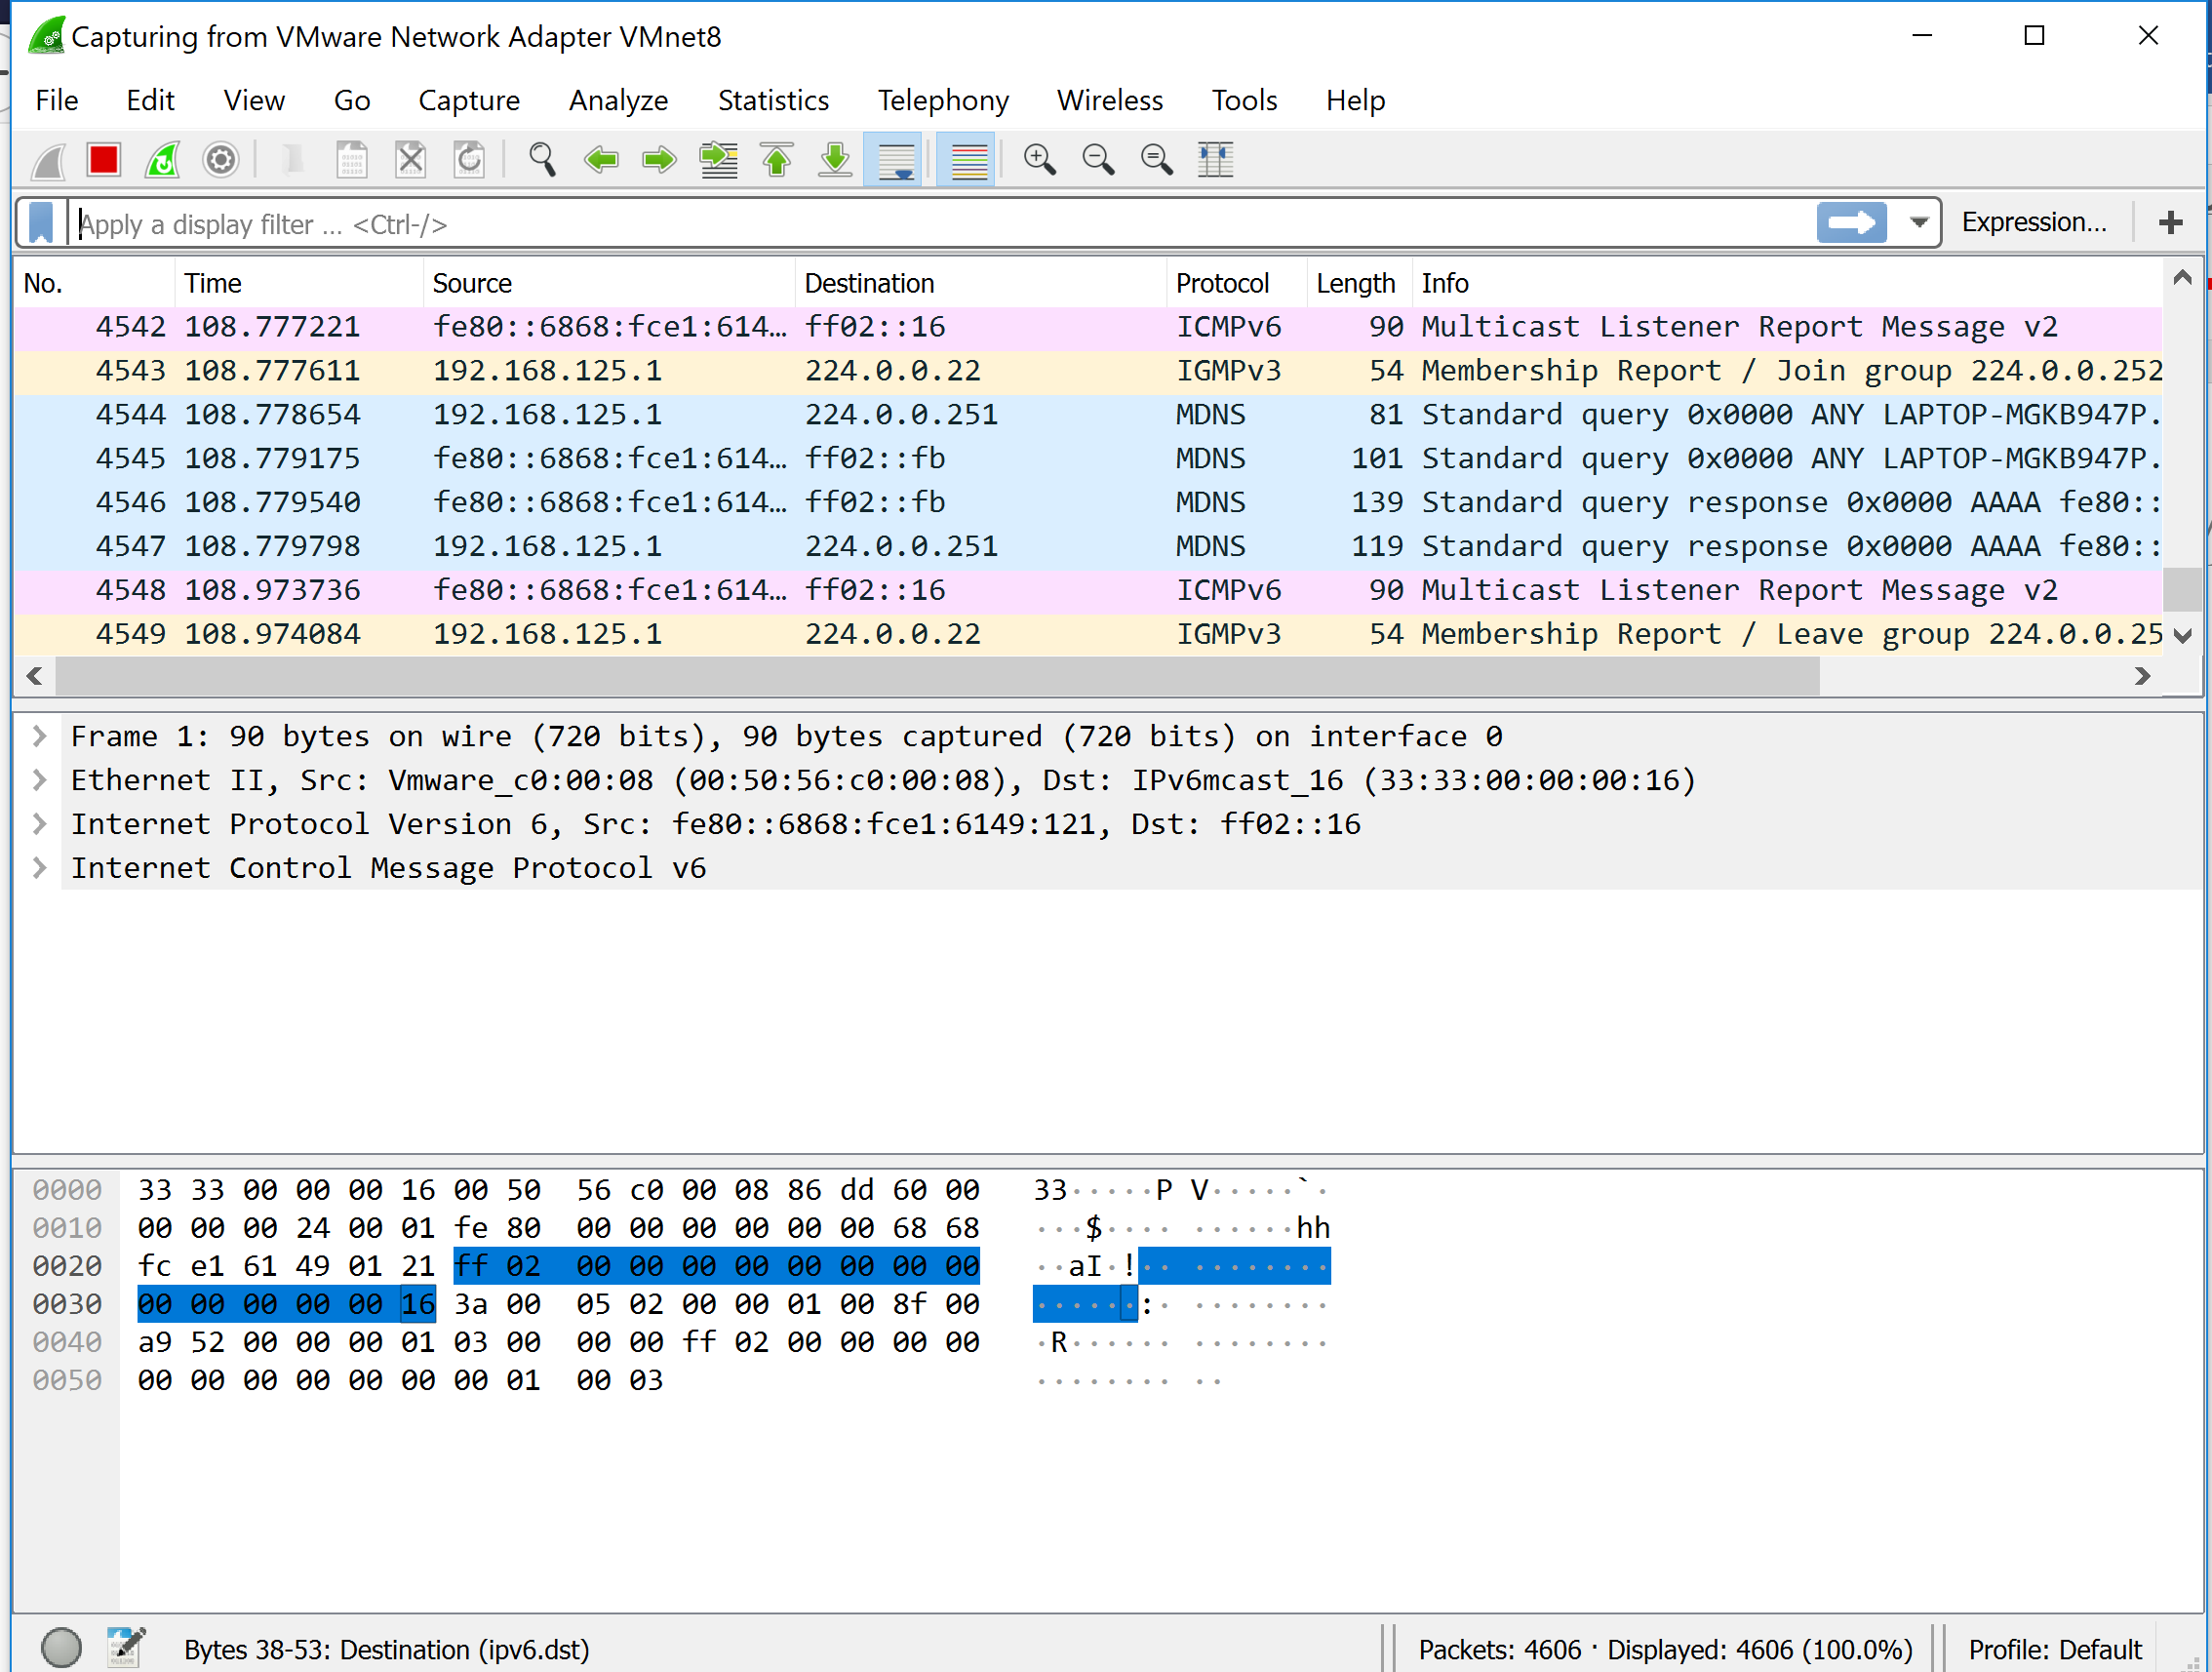 Capturing from VMware Network Adapter VMnet8
File Edit View Go Capture Analyze Statistics Telephony Wireless Tools Help
Apply a display filter ... <Ctrl-/> Expression... +
No. Time Source Destination Protocol Length Info
4542 108.777221 fe80::6868:fce1:614... ff02::16 ICMPv6 90 Multicast Listener Report Message v2
4543 108.777611 192.168.125.1 224.0.0.22 IGMPv3 54 Membership Report / Join group 224.0.0.252
4544 108.778654 192.168.125.1 224.0.0.251 MDNS 81 Standard query 0x0000 ANY LAPTOP-MGKB947P.
4545 108.779175 fe80::6868:fce1:614... ff02::fb MDNS 101 Standard query 0x0000 ANY LAPTOP-MGKB947P.
4546 108.779540 fe80::6868:fce1:614... ff02::fb MDNS 139 Standard query response 0x0000 AAAA fe80::
4547 108.779798 192.168.125.1 224.0.0.251 MDNS 119 Standard query response 0x0000 AAAA fe80::
4548 108.973736 fe80::6868:fce1:614... ff02::16 ICMPv6 90 Multicast Listener Report Message v2
4549 108.974084 192.168.125.1 224.0.0.22 IGMPv3 54 Membership Report / Leave group 224.0.0.25
Frame 1: 90 bytes on wire (720 bits), 90 bytes captured (720 bits) on interface 0
Ethernet II, Src: Vmware_c0:00:08 (00:50:56:c0:00:08), Dst: IPv6mcast_16 (33:33:00:00:00:16)
Internet Protocol Version 6, Src: fe80::6868:fce1:6149:121, Dst: ff02::16
Internet Control Message Protocol v6
0000 33 33 00 00 00 16 00 50 56 c0 00 08 86 dd 60 00 33·····P V·····`·
0010 00 00 00 24 00 01 fe 80 00 00 00 00 00 00 68 68 ···$···· ······hh
0020 fc e1 61 49 01 21 ff 02 00 00 00 00 00 00 00 00 ··aI·!·· ········
0030 00 00 00 00 00 16 3a 00 05 02 00 00 01 00 8f 00 ······:· ········
0040 a9 52 00 00 00 01 03 00 00 00 ff 02 00 00 00 00 ·R······ ········
0050 00 00 00 00 00 00 00 01 00 03 ········ ··
Bytes 38-53: Destination (ipv6.dst) Packets: 4606 · Displayed: 4606 (100.0%) Profile: Default